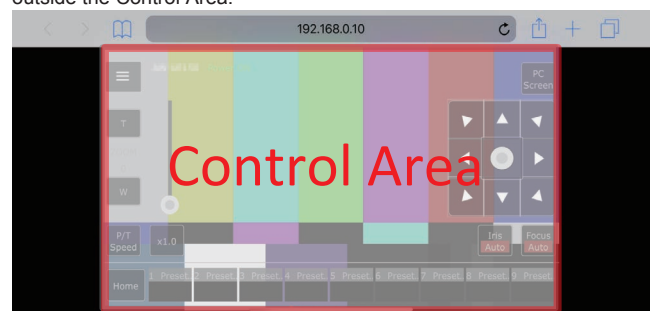 outside the Control Area.
192.168.0.10
PC
Screen
T
Control Area
W
P/T
Speed
x1.0
Iris
Auto
Focus
Auto
Home
1 Preset. 2 Preset. 3 Preset. 4 Preset. 5 Preset. 6 Preset. 7 Preset. 8 Preset. 9 Preset.